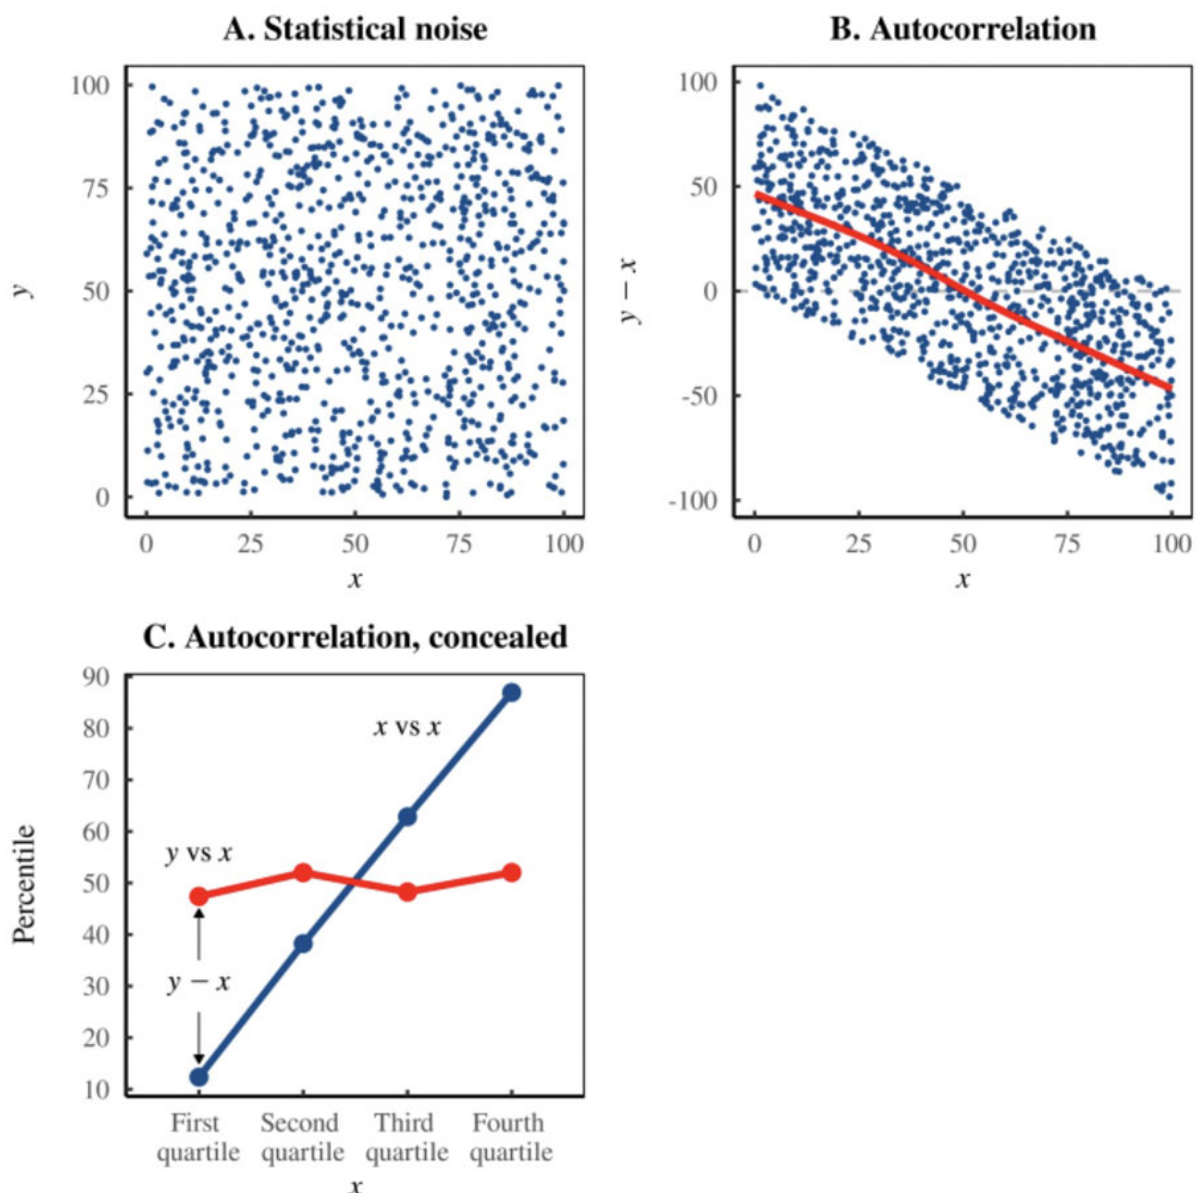 A. Statistical noise
100
75
50
25
0
y
0 25 50 75 100
x
B. Autocorrelation
100
50
0
-50
-100
y − x
0 25 50 75 100
x
C. Autocorrelation, concealed
90
80
70
60
50
40
30
20
10
Percentile
x vs x
y vs x
y − x
First Second Third Fourth
quartile quartile quartile quartile
x